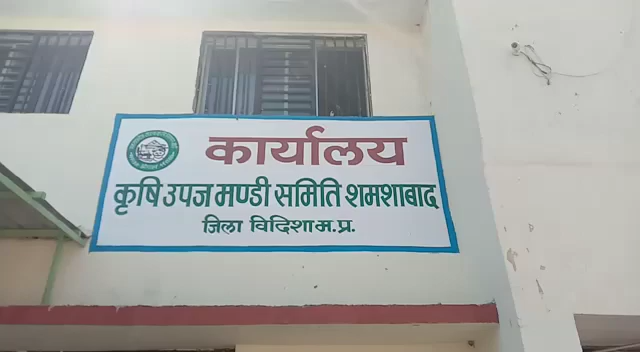 कार्यालय
कृषि उपज मण्डी समिति शमशाबाद
जिला विदिशा म.प्र.